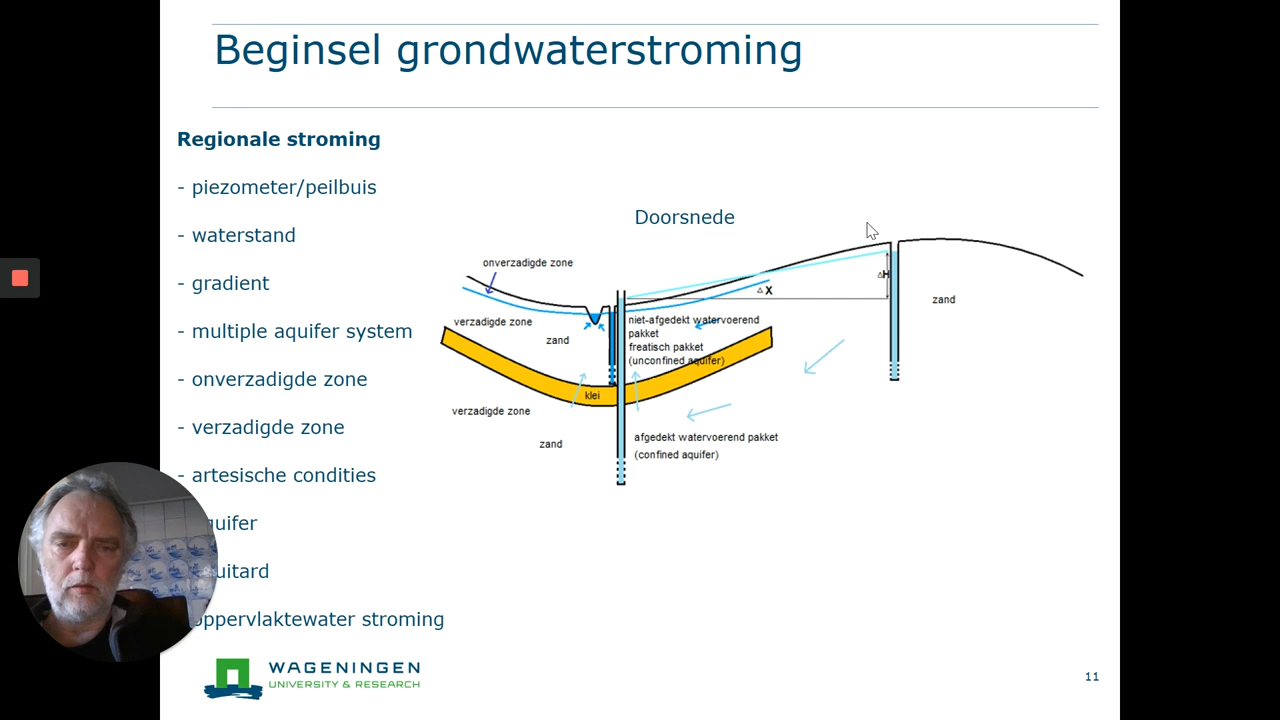 Beginsel grondwaterstroming
Regionale stroming
- piezometer/peilbuis
- waterstand
- gradient
- multiple aquifer system
- onverzadigde zone
- verzadigde zone
- artesische condities
quifer
uitard
oppervlaktewater stroming
Doorsnede
onverzadigde zone
ΔH
Δ X
zand
verzadigde zone
zand
niet-afgedekt watervoerend
pakket
freatisch pakket
(unconfined aquifer)
klei
verzadigde zone
zand
afgedekt watervoerend pakket
(confined aquifer)
WAGENINGEN
UNIVERSITY & RESEARCH
11